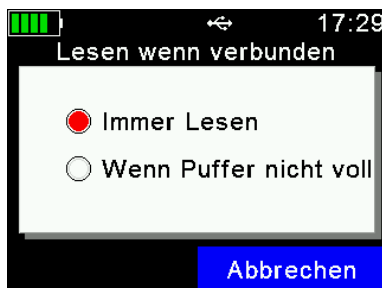 17:29
Lesen wenn verbunden
Immer Lesen
Wenn Puffer nicht voll
Abbrechen